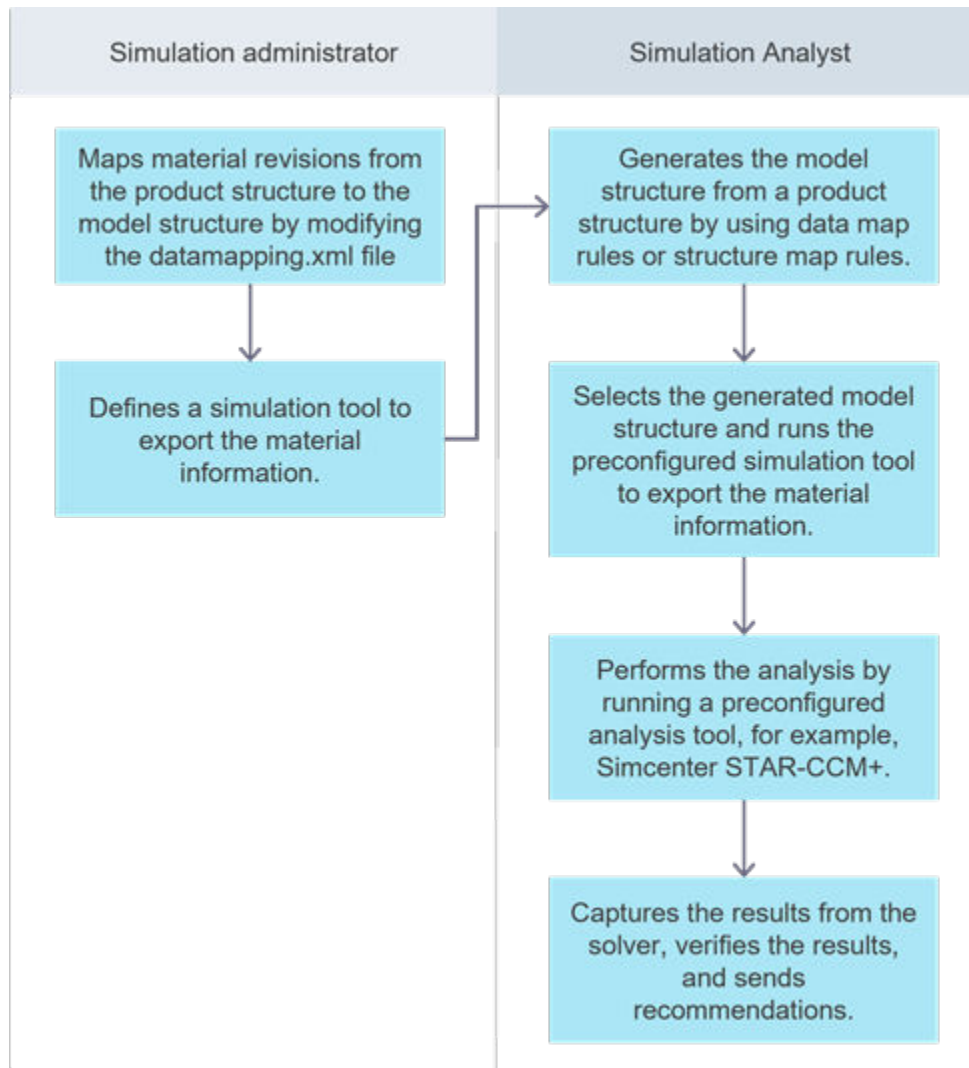 Simulation administrator
Simulation Analyst
Maps material revisions from
the product structure to the
model structure by modifying
the datamapping.xml file
Defines a simulation tool to
export the material
information.
Generates the model
structure from a product
structure by using data map
rules or structure map rules.
Selects the generated model
structure and runs the
preconfigured simulation tool
to export the material
information.
Performs the analysis by
running a preconfigured
analysis tool, for example,
Simcenter STAR-CCM+.
Captures the results from the
solver, verifies the results,
and sends
recommendations.